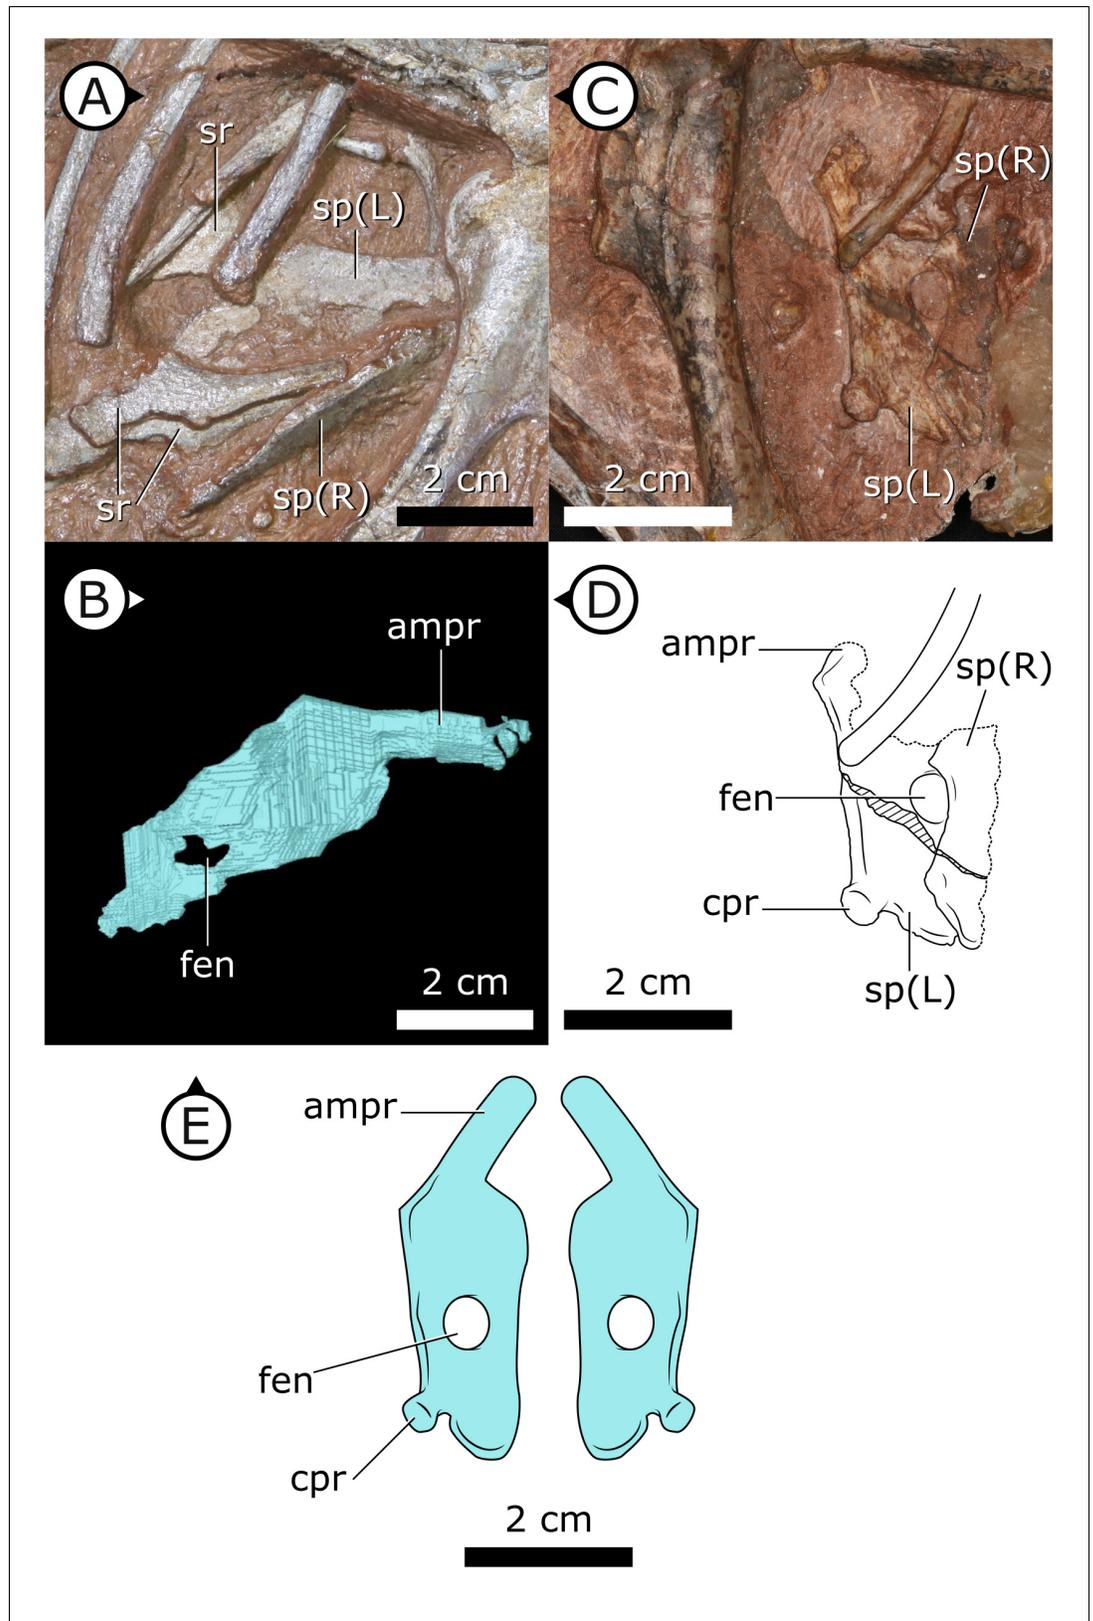 A
sr
sp(L)
sr
sp(R)
2 cm
C
sp(R)
2 cm
sp(L)
B
ampr
fen
2 cm
D
ampr
sp(R)
fen
cpr
sp(L)
2 cm
E
ampr
fen
cpr
2 cm